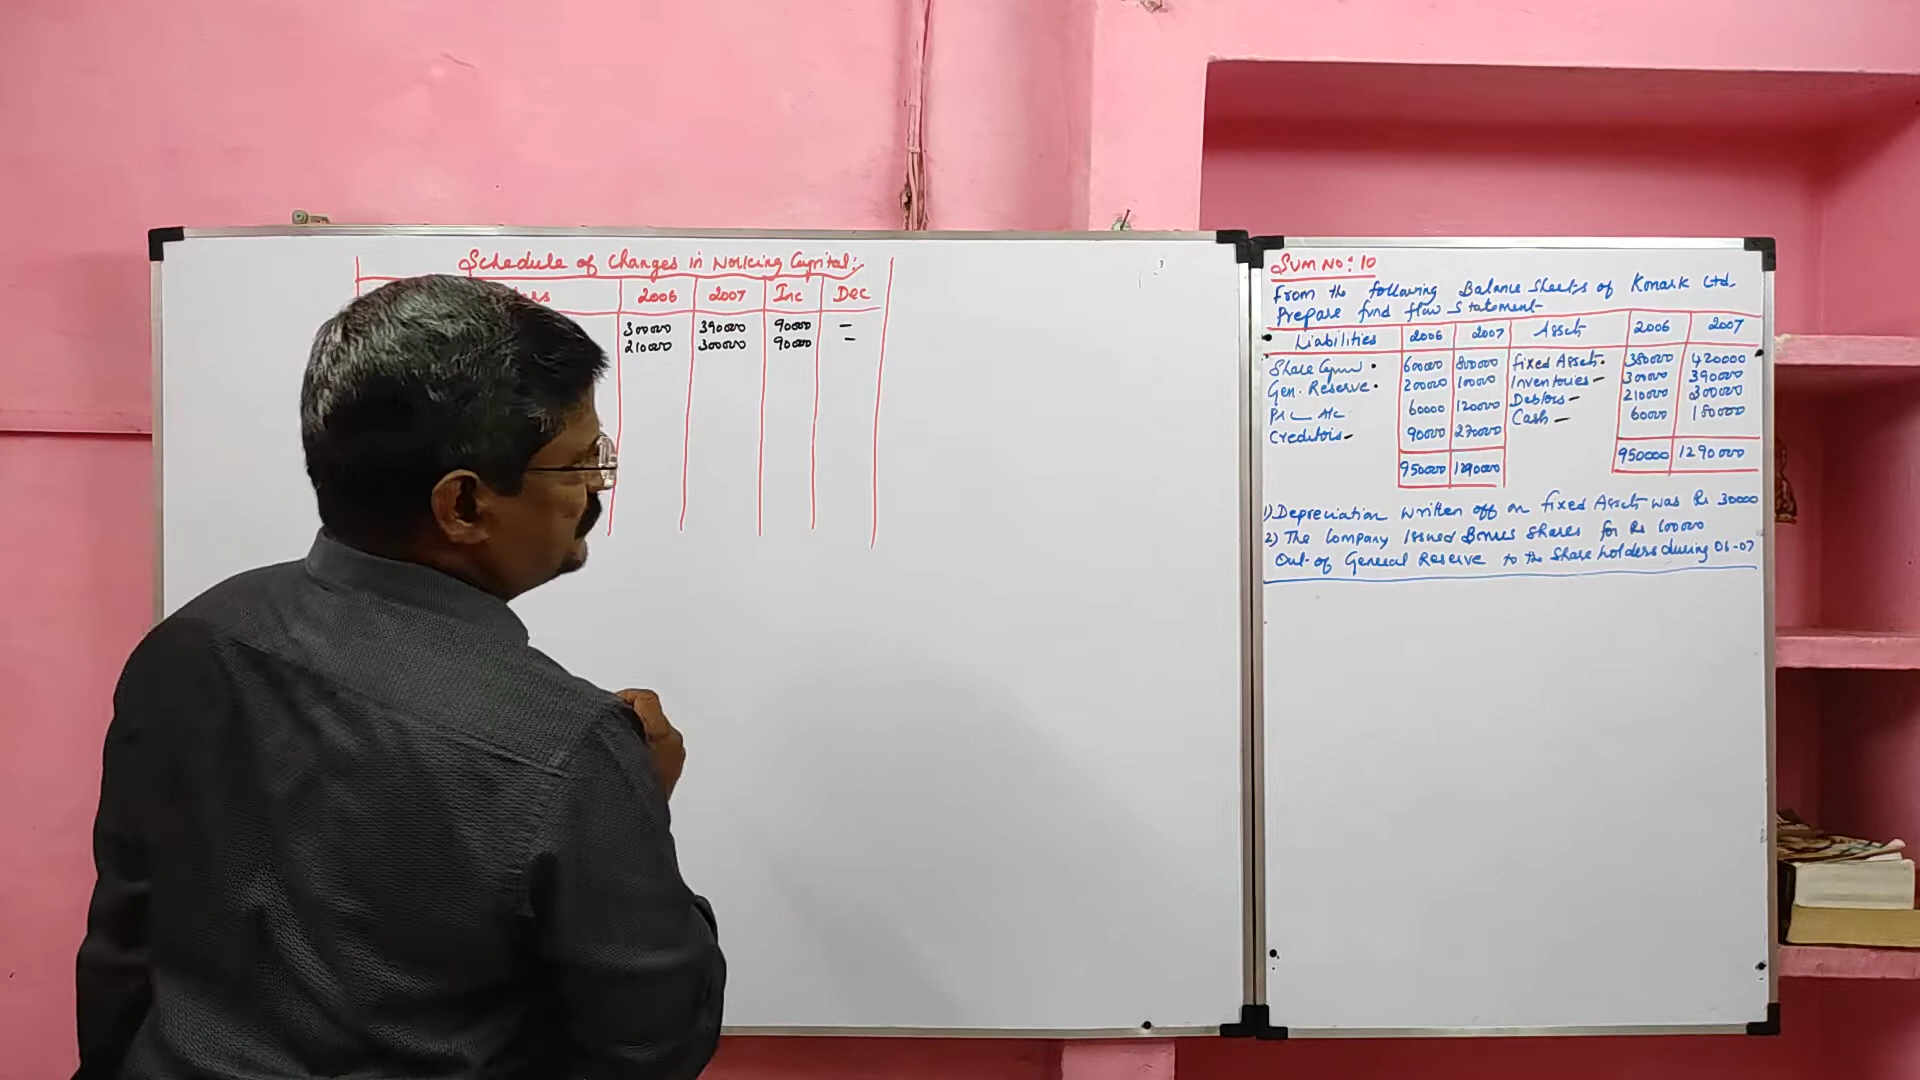 Schedule of Changes in Working Capital:
2006 2007 Inc Dec
300000 390000 90000 -
210000 300000 90000 -
SUM NO: 10
From the following Balance Sheets of Konark Ltd.
Prepare fund flow Statement
Liabilities 2006 2007 Assets 2006 2007
Share Capital 600000 800000 Fixed Assets 380000 420000
Gen. Reserve 200000 100000 Inventories 300000 390000
P&L A/c 60000 120000 Debtors 210000 300000
Creditors 90000 270000 Cash 60000 180000
950000 1290000 950000 1290000
1) Depreciation written off on fixed Assets was Rs 30000
2) The Company Issued Bonus Shares for Rs 100000
Out of General Reserve to the Share holders during 06-07